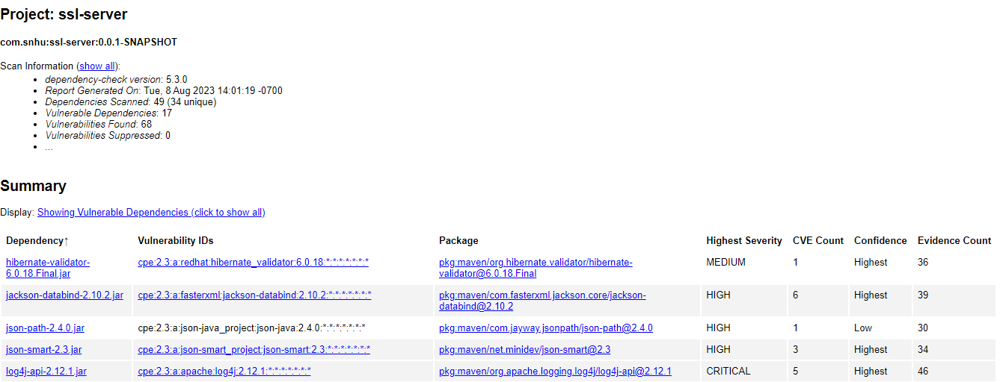 Project: ssl-server
com.snhu:ssl-server:0.0.1-SNAPSHOT
Scan Information (show all):
• dependency-check version: 5.3.0
• Report Generated On: Tue, 8 Aug 2023 14:01:19 -0700
• Dependencies Scanned: 49 (34 unique)
• Vulnerable Dependencies: 17
• Vulnerabilities Found: 68
• Vulnerabilities Suppressed: 0
• ...
Summary
Display: Showing Vulnerable Dependencies (click to show all)
Dependency↑ Vulnerability IDs Package Highest Severity CVE Count Confidence Evidence Count
hibernate-validator- cpe:2.3:a:redhat:hibernate_validator:6.0.18:*:*:*:*:*:*:* pkg:maven/org.hibernate.validator/hibernate- MEDIUM 1 Highest 36
6.0.18.Final.jar validator@6.0.18.Final
jackson-databind-2.10.2.jar cpe:2.3:a:fasterxml:jackson-databind:2.10.2:*:*:*:*:*:*:* pkg:maven/com.fasterxml.jackson.core/jackson- HIGH 6 Highest 39
databind@2.10.2
json-path-2.4.0.jar cpe:2.3:a:json-java_project:json-java:2.4.0:*:*:*:*:*:*:* pkg:maven/com.jayway.jsonpath/json-path@2.4.0 HIGH 1 Low 30
json-smart-2.3.jar cpe:2.3:a:json-smart_project:json-smart:2.3:*:*:*:*:*:*:* pkg:maven/net.minidev/json-smart@2.3 HIGH 3 Highest 34
log4j-api-2.12.1.jar cpe:2.3:a:apache:log4j:2.12.1:*:*:*:*:*:*:* pkg:maven/org.apache.logging.log4j/log4j-api@2.12.1 CRITICAL 5 Highest 46